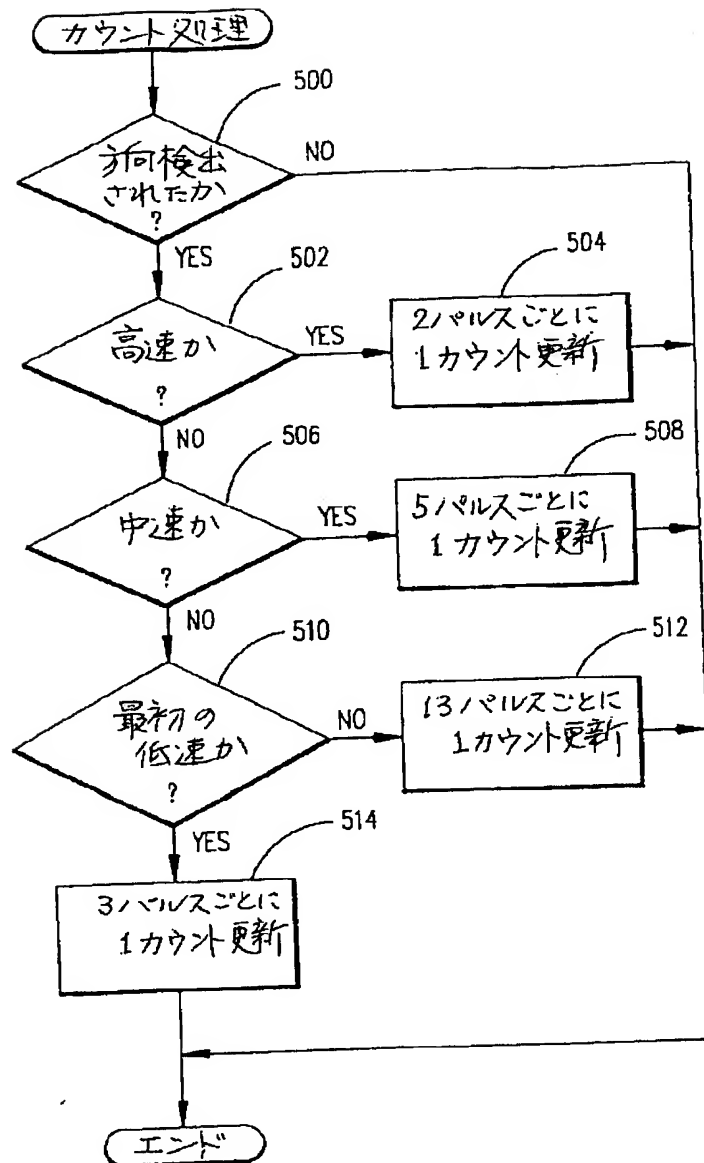 カウント処理
500
方向検出
されたか
?
NO
YES
502
高速か
?
YES
504
2パルスごとに
1カウント更新
NO
506
中速か
?
YES
508
5パルスごとに
1カウント更新
NO
510
最初の
低速か
?
NO
512
13パルスごとに
1カウント更新
YES
514
3パルスごとに
1カウント更新
エンド